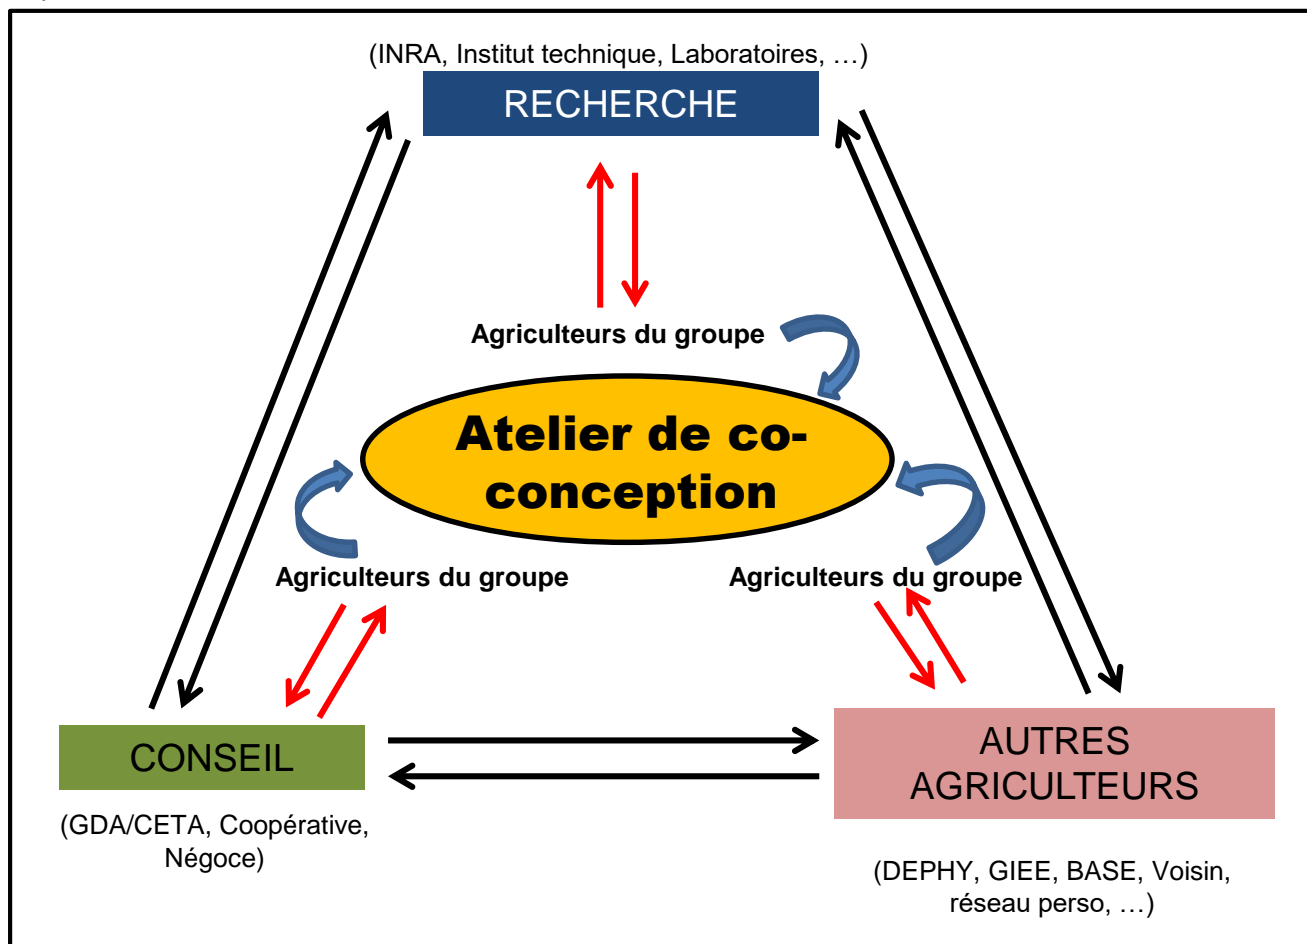 (INRA, Institut technique, Laboratoires, …)
RECHERCHE
Agriculteurs du groupe
Atelier de co-
conception
Agriculteurs du groupe
Agriculteurs du groupe
CONSEIL
(GDA/CETA, Coopérative,
Négoce)
AUTRES
AGRICULTEURS
(DEPHY, GIEE, BASE, Voisin,
réseau perso, …)